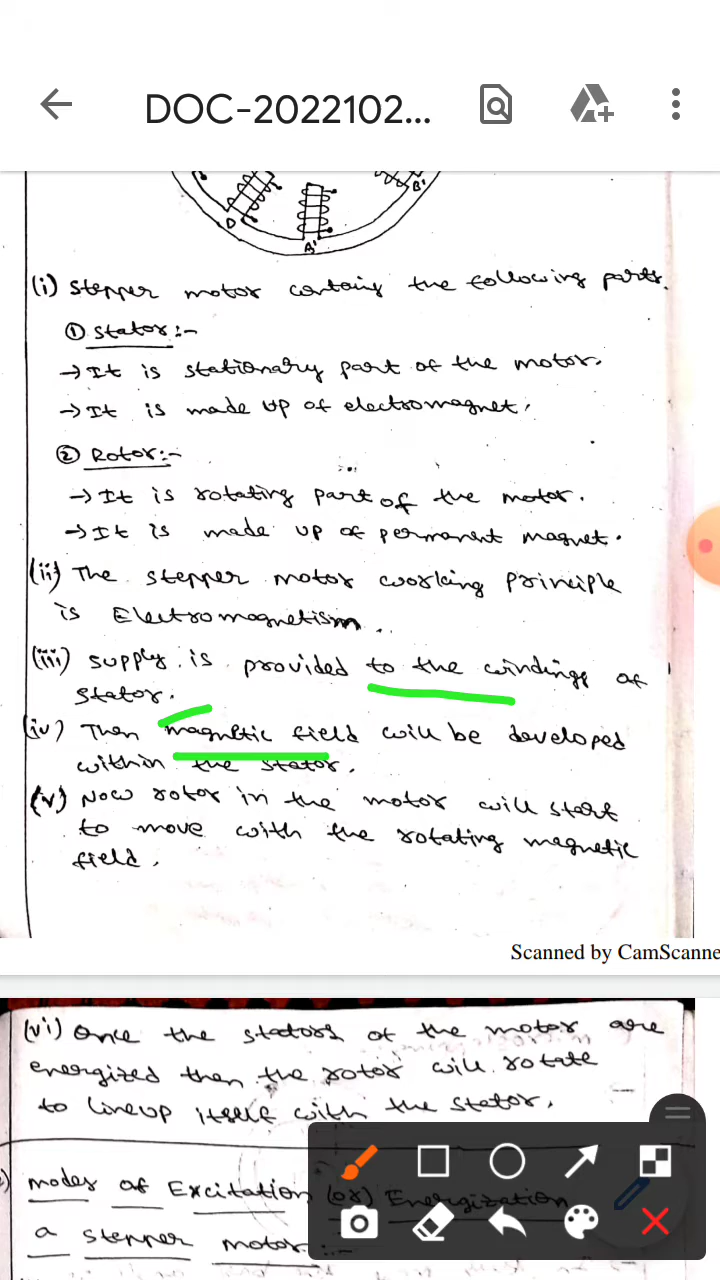 DOC-2022102...
D
A'
B'
(i) Stepper motor contains the following parts.
① Stator:-
→ It is stationary part of the motor.
→ It is made up of electromagnet.
② Rotor:-
→ It is rotating part of the motor.
→ It is made up of permanent magnet.
(ii) The stepper motor working principle
is Electromagnetism.
(iii) supply is provided to the windings of
stator.
(iv) Then magnetic field will be developed
within the stator.
(v) Now rotor in the motor will start
to move with the rotating magnetic
field.
Scanned by CamScanne
(vi) Once the stators of the motor are
energized then the rotor will rotate
to lineup itself with the stator.
modes of Excitation (or) Energization
a stepper motor:-